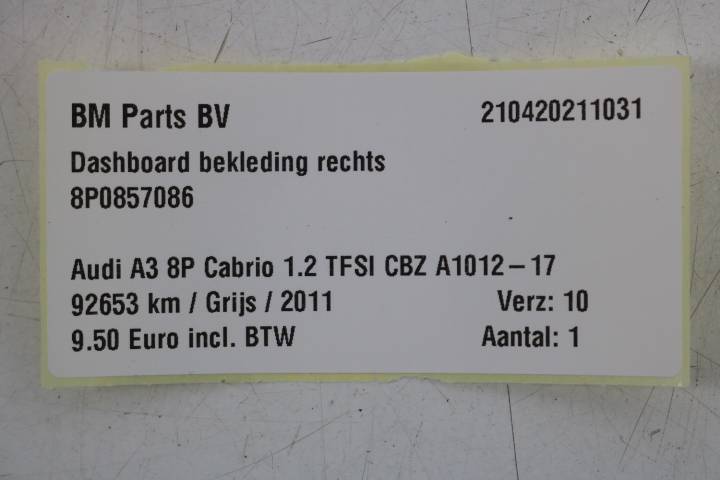 BM Parts BV 210420211031
Dashboard bekleding rechts
8P0857086
Audi A3 8P Cabrio 1.2 TFSI CBZ A1012-17
92653 km / Grijs / 2011 Verz: 10
9.50 Euro incl. BTW Aantal: 1